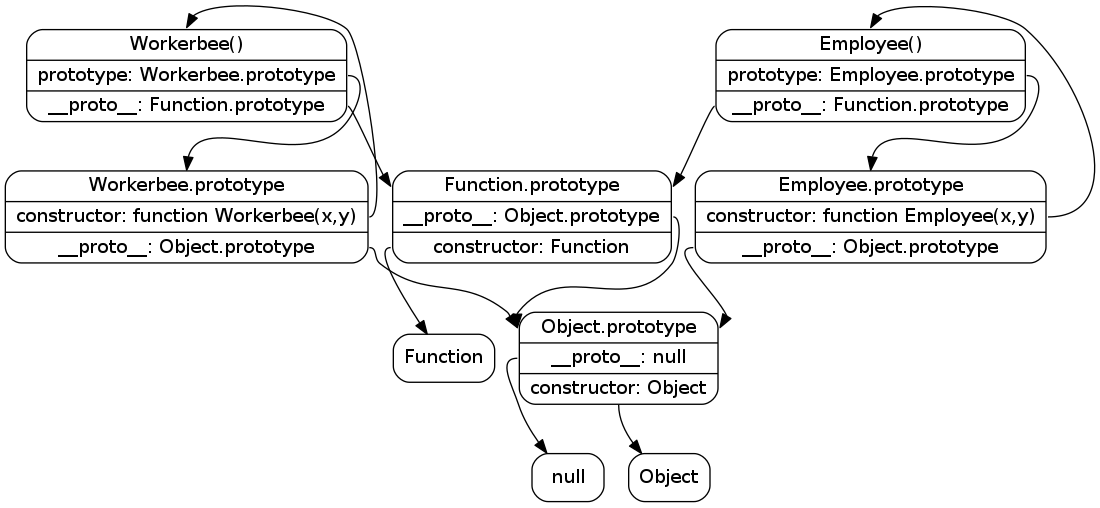 Workerbee()
prototype: Workerbee.prototype
__proto__: Function.prototype
Employee()
prototype: Employee.prototype
__proto__: Function.prototype
Workerbee.prototype
constructor: function Workerbee(x,y)
__proto__: Object.prototype
Function.prototype
__proto__: Object.prototype
constructor: Function
Employee.prototype
constructor: function Employee(x,y)
__proto__: Object.prototype
Function
Object.prototype
__proto__: null
constructor: Object
null
Object